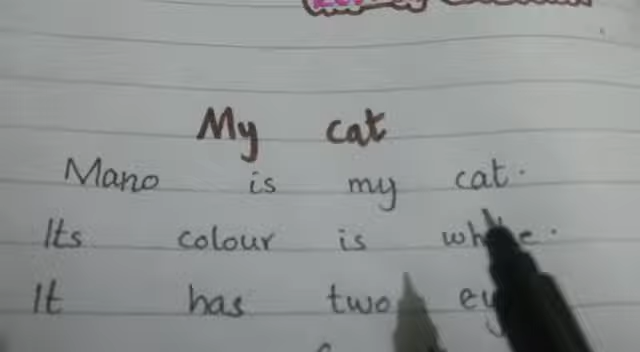 My cat
Mano is my cat.
Its colour is
It has two